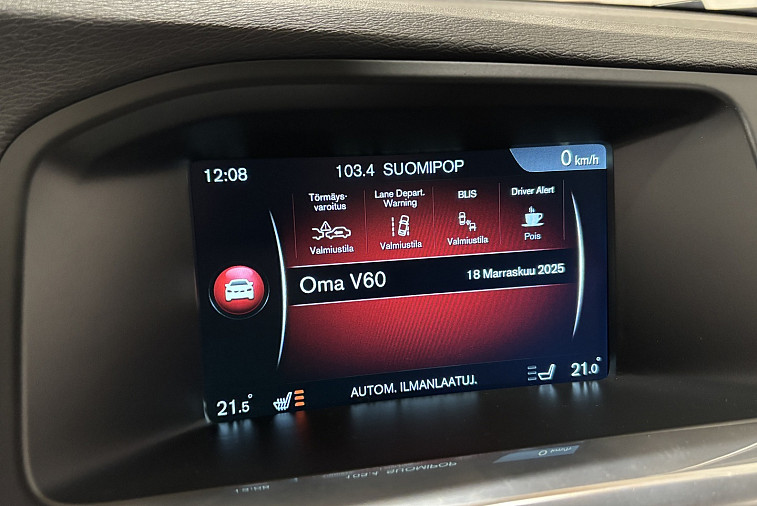 12:08
103.4 SUOMIPOP
0 km/h
Törmäys-
varoitus
Valmiustila
Lane Depart.
Warning
Valmiustila
BLIS
Valmiustila
Driver Alert
Pois
Oma V60
18 Marraskuu 2025
21.5°
AUTOM. ILMANLAATUJ.
21.0°